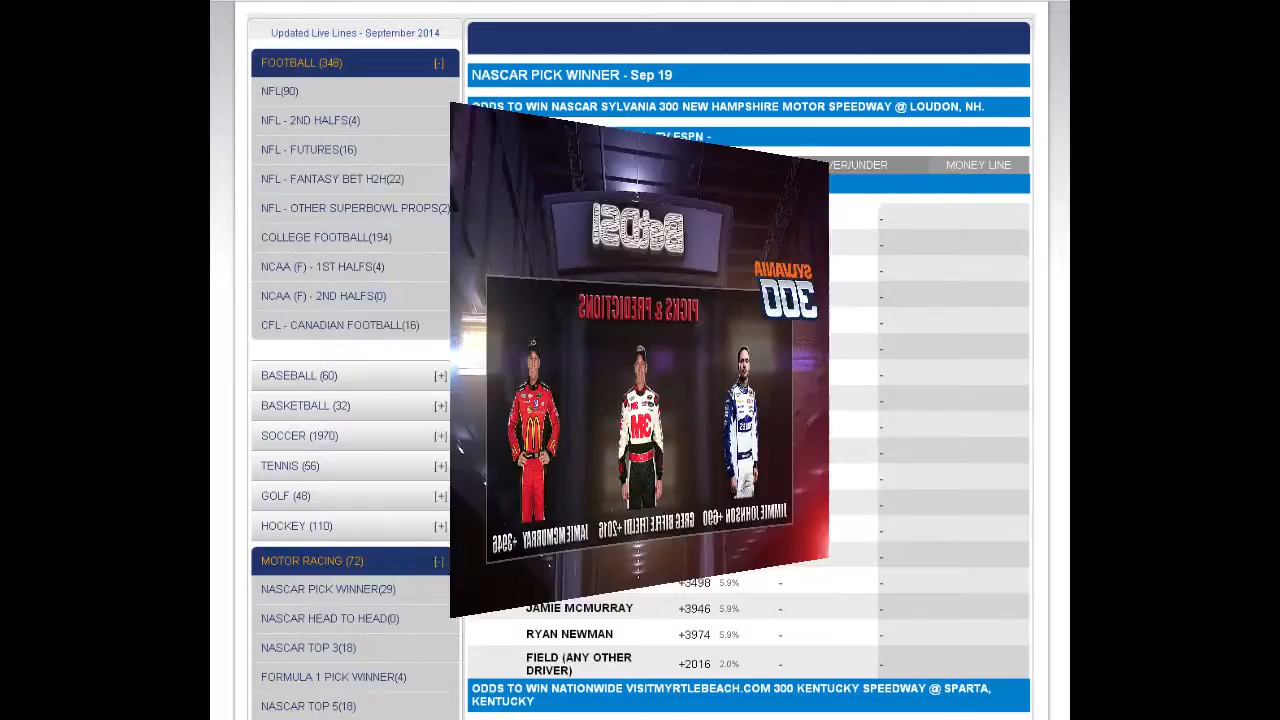 Updated Live Lines - September 2014
FOOTBALL (348) [-]
NFL(90)
NFL - 2ND HALFS(4)
NFL - FUTURES(16)
NFL - FNTASY BET H2H(22)
NFL - OTHER SUPERBOWL PROPS(2)
COLLEGE FOOTBALL(194)
NCAA (F) - 1ST HALFS(4)
NCAA (F) - 2ND HALFS(0)
CFL - CANADIAN FOOTBALL(16)
BASEBALL (60) [+]
BASKETBALL (32) [+]
SOCCER (1970) [+]
TENNIS (56) [+]
GOLF (48) [+]
HOCKEY (110) [+]
MOTOR RACING (72) [-]
NASCAR PICK WINNER(29)
NASCAR HEAD TO HEAD(0)
NASCAR TOP 3(18)
FORMULA 1 PICK WINNER(4)
NASCAR TOP 5(18)
NASCAR PICK WINNER - Sep 19
ODDS TO WIN NASCAR SYLVANIA 300 NEW HAMPSHIRE MOTOR SPEEDWAY @ LOUDON, NH.
TV ESPN -
VER/UNDER MONEY LINE
SYLVANIA
300
PICKS & PREDICTIONS
JIMMIE JOHNSON +690
GREG BIFFLE (FIELD) +2016
JAMIE MCMURRAY +3946
+3498 5.9% - -
JAMIE MCMURRAY +3946 5.9% - -
RYAN NEWMAN +3974 5.9% - -
FIELD (ANY OTHER
DRIVER) +2016 2.0% - -
ODDS TO WIN NATIONWIDE VISITMYRTLEBEACH.COM 300 KENTUCKY SPEEDWAY @ SPARTA,
KENTUCKY